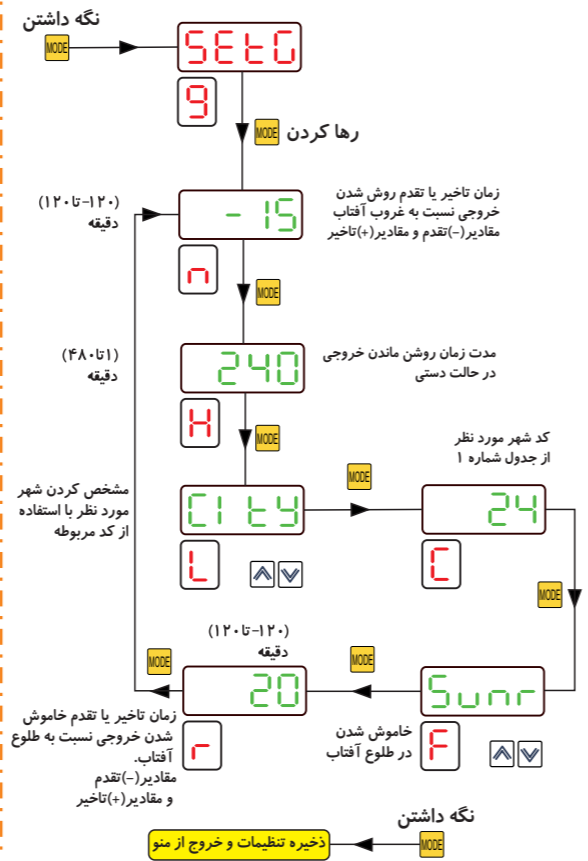 نگه داشتن
MODE
SEtG
g
MODE رها کردن
(۱۲۰-تا۱۲۰)
دقیقه
- 15
زمان تاخیر یا تقدم روش شدن
خروجی نسبت به غروب آفتاب
مقادیر(-)تقدم و مقادیر(+)تاخیر
n
MODE
(۱تا۴۸۰)
دقیقه
240
مدت زمان روشن ماندن خروجی
در حالت دستی
H
MODE
کد شهر مورد نظر
از جدول شماره ۱
MODE
مشخص کردن شهر
مورد نظر با استفاده
از کد مربوطه
CItY
24
L
C
MODE
(۱۲۰-تا۱۲۰)
دقیقه
MODE
MODE
20
Sunr
زمان تاخیر یا تقدم خاموش
شدن خروجی نسبت به طلوع
آفتاب.
مقادیر(-)تقدم
و مقادیر(+)تاخیر
r
خاموش شدن
در طلوع آفتاب
F
نگه داشتن
MODE
ذخیره تنظیمات و خروج از منو